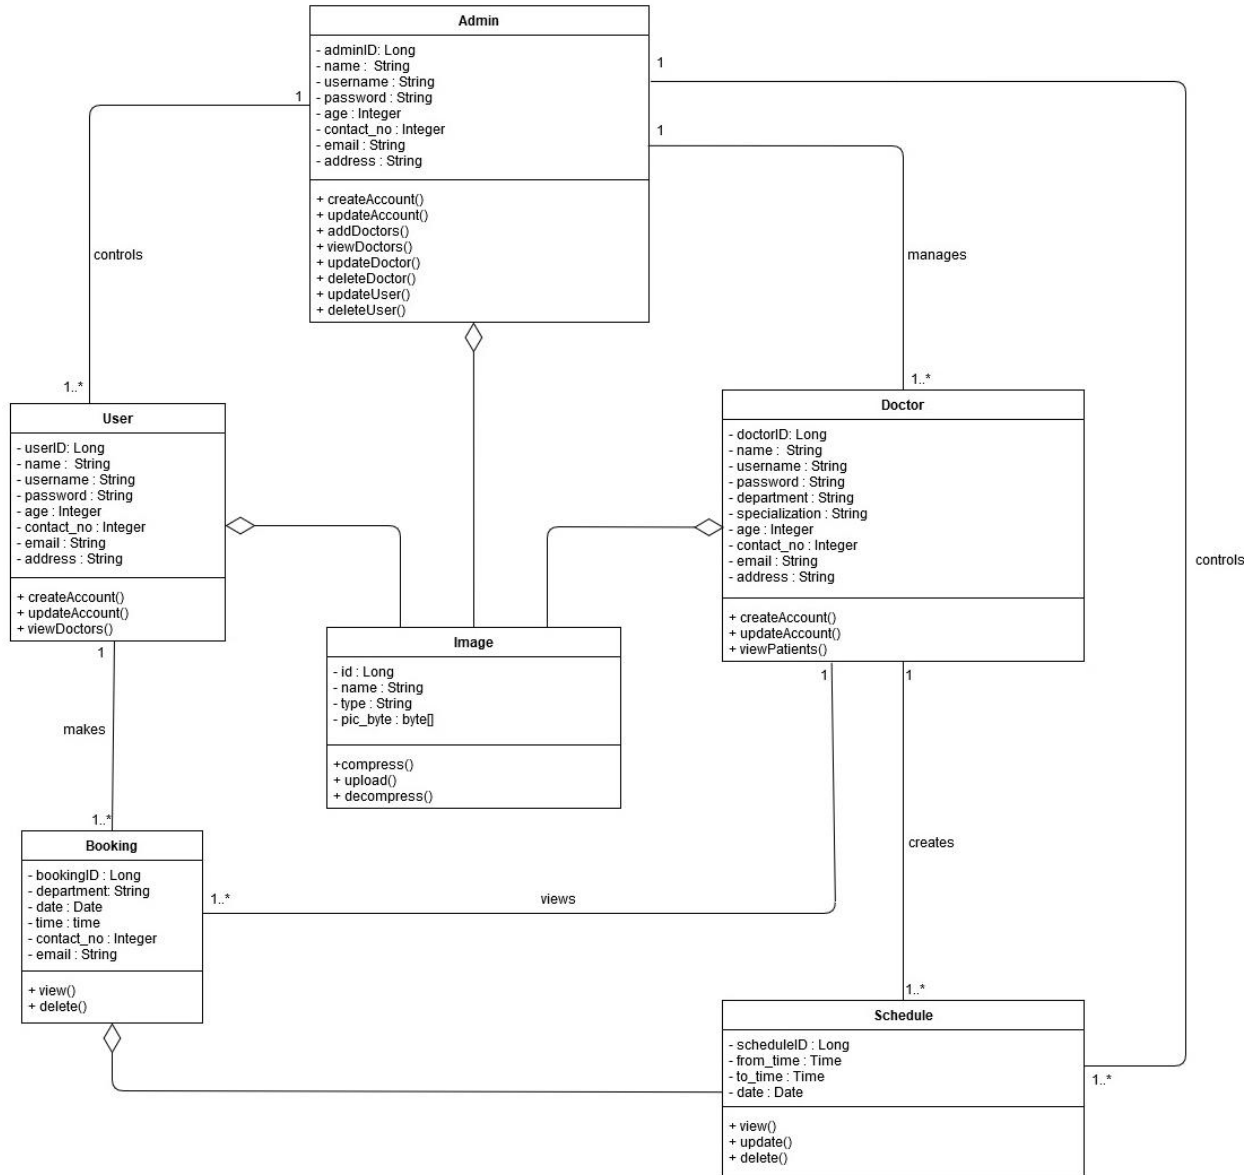 Admin
- adminID: Long
- name :  String
- username : String
- password : String
- age : Integer
- contact_no : Integer
- email : String
- address : String
+ createAccount()
+ updateAccount()
+ addDoctors()
+ viewDoctors()
+ updateDoctor()
+ deleteDoctor()
+ updateUser()
+ deleteUser()
1
1
1
controls
manages
controls
1..*
1..*
User
- userID: Long
- name :  String
- username : String
- password : String
- age : Integer
- contact_no : Integer
- email : String
- address : String
+ createAccount()
+ updateAccount()
+ viewDoctors()
Doctor
- doctorID: Long
- name :  String
- username : String
- password : String
- department : String
- specialization : String
- age : Integer
- contact_no : Integer
- email : String
- address : String
+ createAccount()
+ updateAccount()
+ viewPatients()
Image
- id : Long
- name : String
- type : String
- pic_byte : byte[]
+compress()
+ upload()
+ decompress()
1
makes
1..*
1
1
Booking
- bookingID : Long
- department: String
- date : Date
- time : time
- contact_no : Integer
- email : String
+ view()
+ delete()
1..*
views
creates
1..*
1..*
Schedule
- scheduleID : Long
- from_time : Time
- to_time : Time
- date : Date
+ view()
+ update()
+ delete()